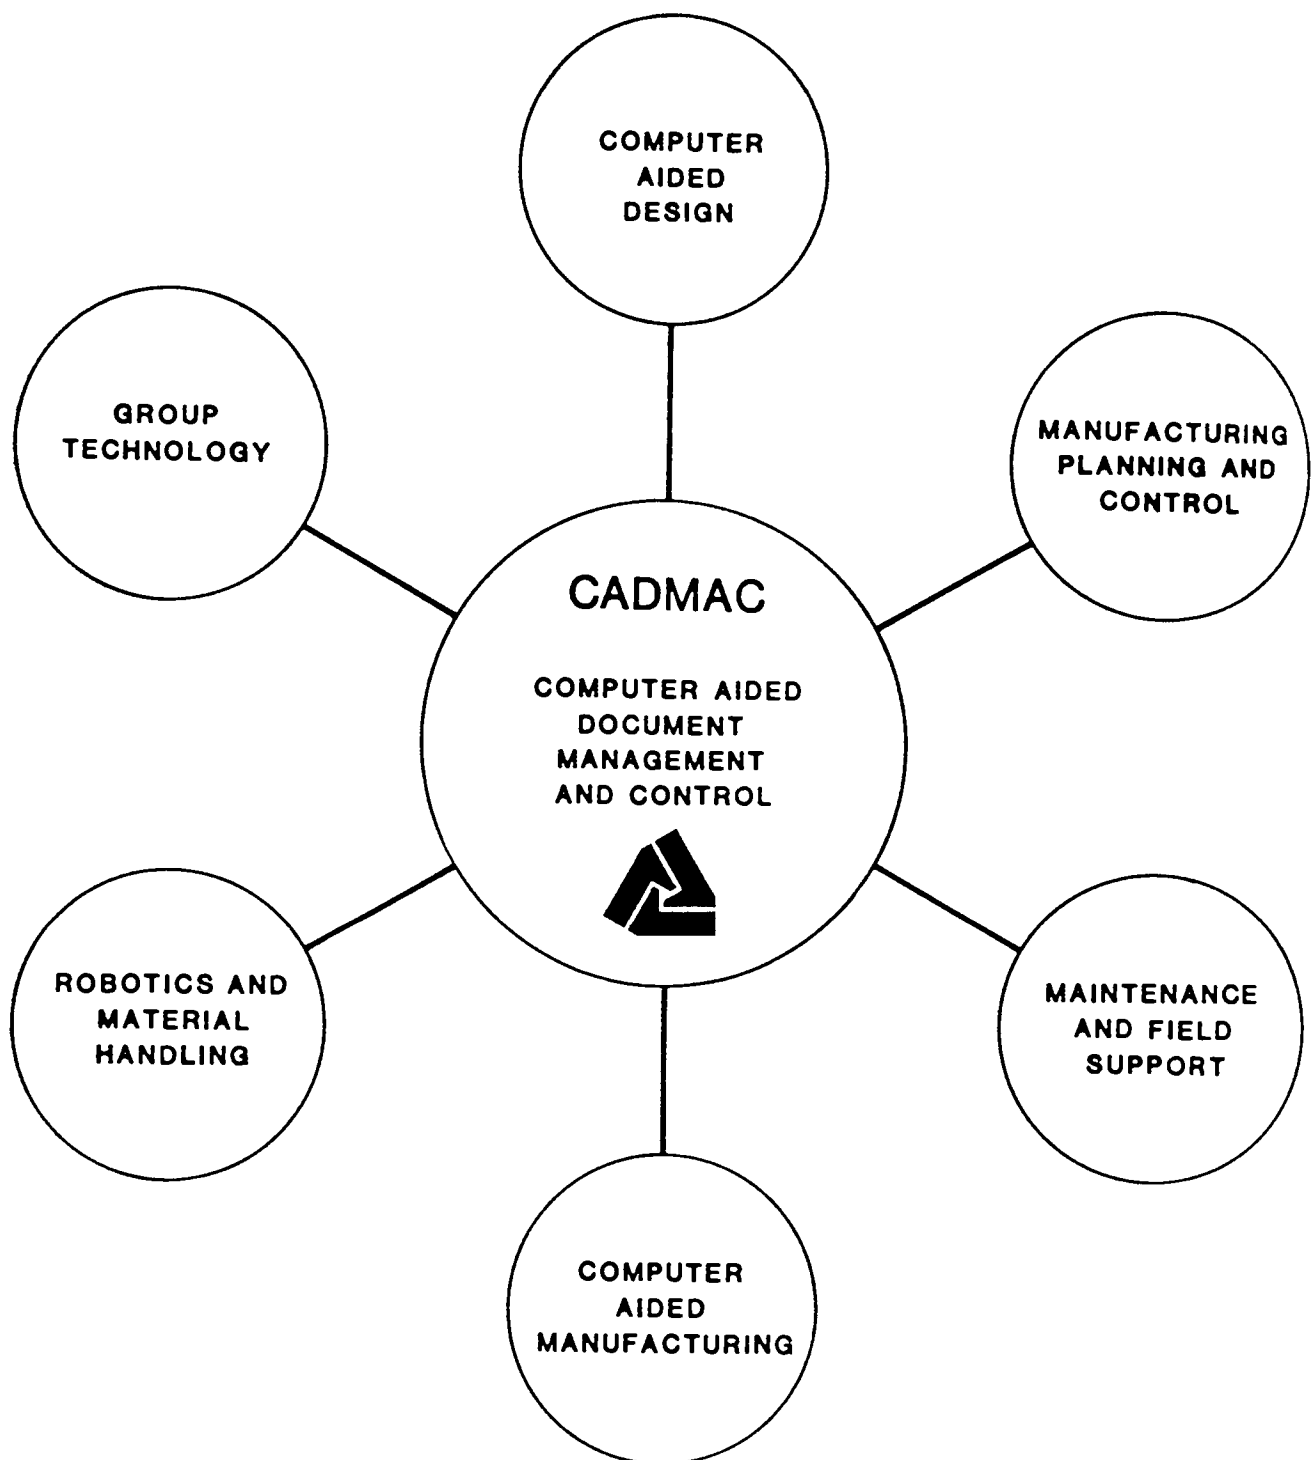 COMPUTER
AIDED
DESIGN
GROUP
TECHNOLOGY
MANUFACTURING
PLANNING AND
CONTROL
CADMAC
COMPUTER AIDED
DOCUMENT
MANAGEMENT
AND CONTROL
ROBOTICS AND
MATERIAL
HANDLING
MAINTENANCE
AND FIELD
SUPPORT
COMPUTER
AIDED
MANUFACTURING